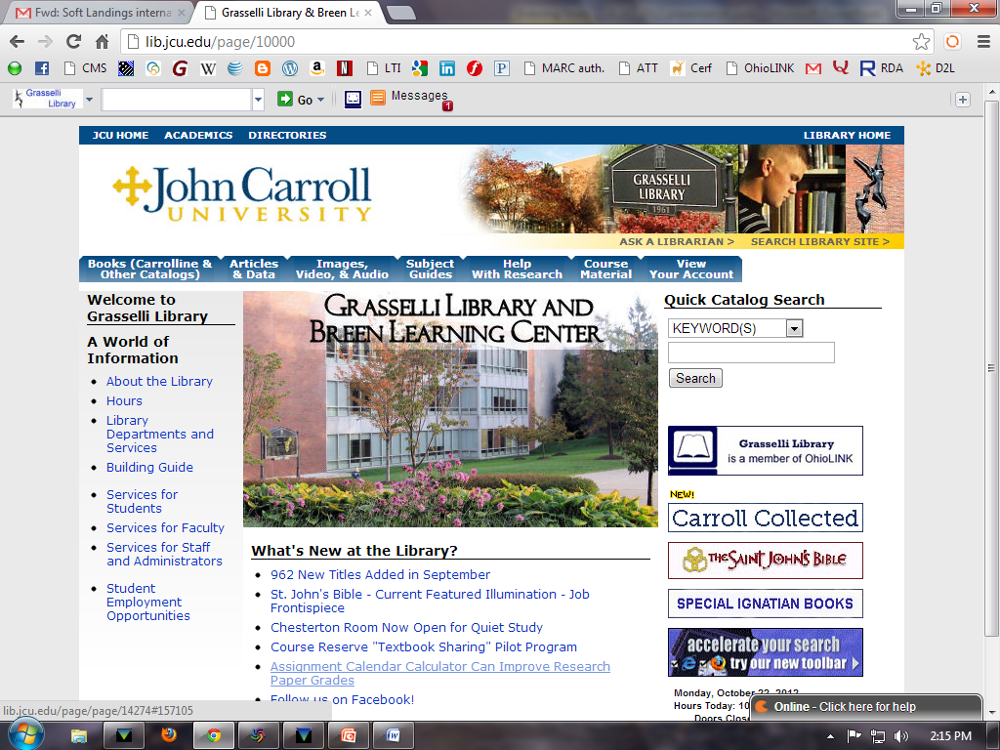 Fwd: Soft Landings interna
Grasselli Library & Breen Le
lib.jcu.edu/page/10000
CMS
LTI
MARC auth.
ATT
Cerf
OhioLINK
RDA
D2L
Grasselli
Library
Go
Messages
1
JCU HOME ACADEMICS DIRECTORIES LIBRARY HOME
John Carroll
UNIVERSITY
GRASSELLI
LIBRARY
1961
ASK A LIBRARIAN > SEARCH LIBRARY SITE >
Books (Carrolline &
Other Catalogs)
Articles
& Data
Images,
Video, & Audio
Subject
Guides
Help
With Research
Course
Material
View
Your Account
Welcome to
Grasselli Library
A World of
Information
About the Library
Hours
Library
Departments and
Services
Building Guide
Services for
Students
Services for Faculty
Services for Staff
and Administrators
Student
Employment
Opportunities
Grasselli Library and
Breen Learning Center
What's New at the Library?
962 New Titles Added in September
St. John's Bible - Current Featured Illumination - Job
Frontispiece
Chesterton Room Now Open for Quiet Study
Course Reserve "Textbook Sharing" Pilot Program
Assignment Calendar Calculator Can Improve Research
Paper Grades
Follow us on Facebook!
Quick Catalog Search
KEYWORD(S)
Search
Grasselli Library
is a member of OhioLINK
NEW!
Carroll Collected
THE SAINT JOHN'S BIBLE
SPECIAL IGNATIAN BOOKS
accelerate your search
try our new toolbar
Monday, October 22, 2012
Hours Today: 10
Doors Close
Online - Click here for help
lib.jcu.edu/page/page/14274#157105
2:15 PM